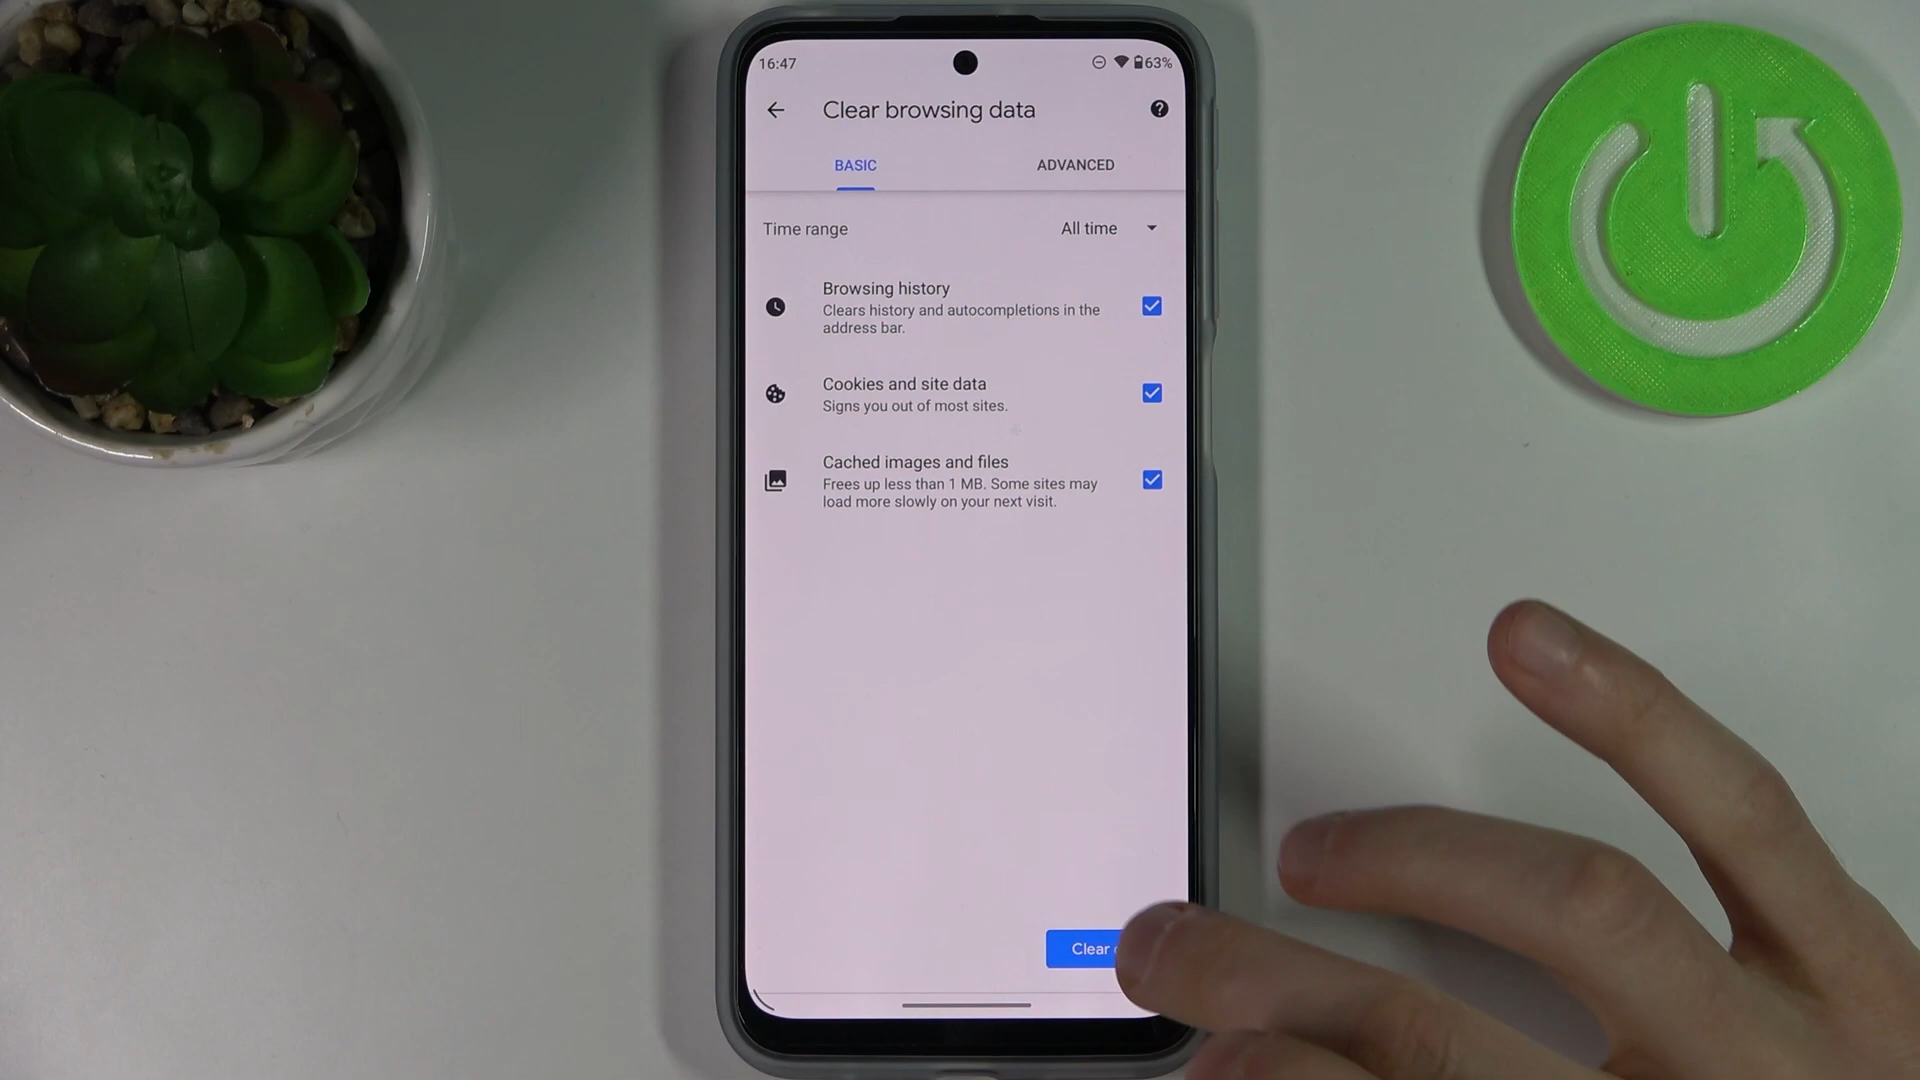 16:47
63%
Clear browsing data
BASIC
ADVANCED
Time range
All time
Browsing history
Clears history and autocompletions in the
address bar.
Cookies and site data
Signs you out of most sites.
Cached images and files
Frees up less than 1 MB. Some sites may
load more slowly on your next visit.
Clear